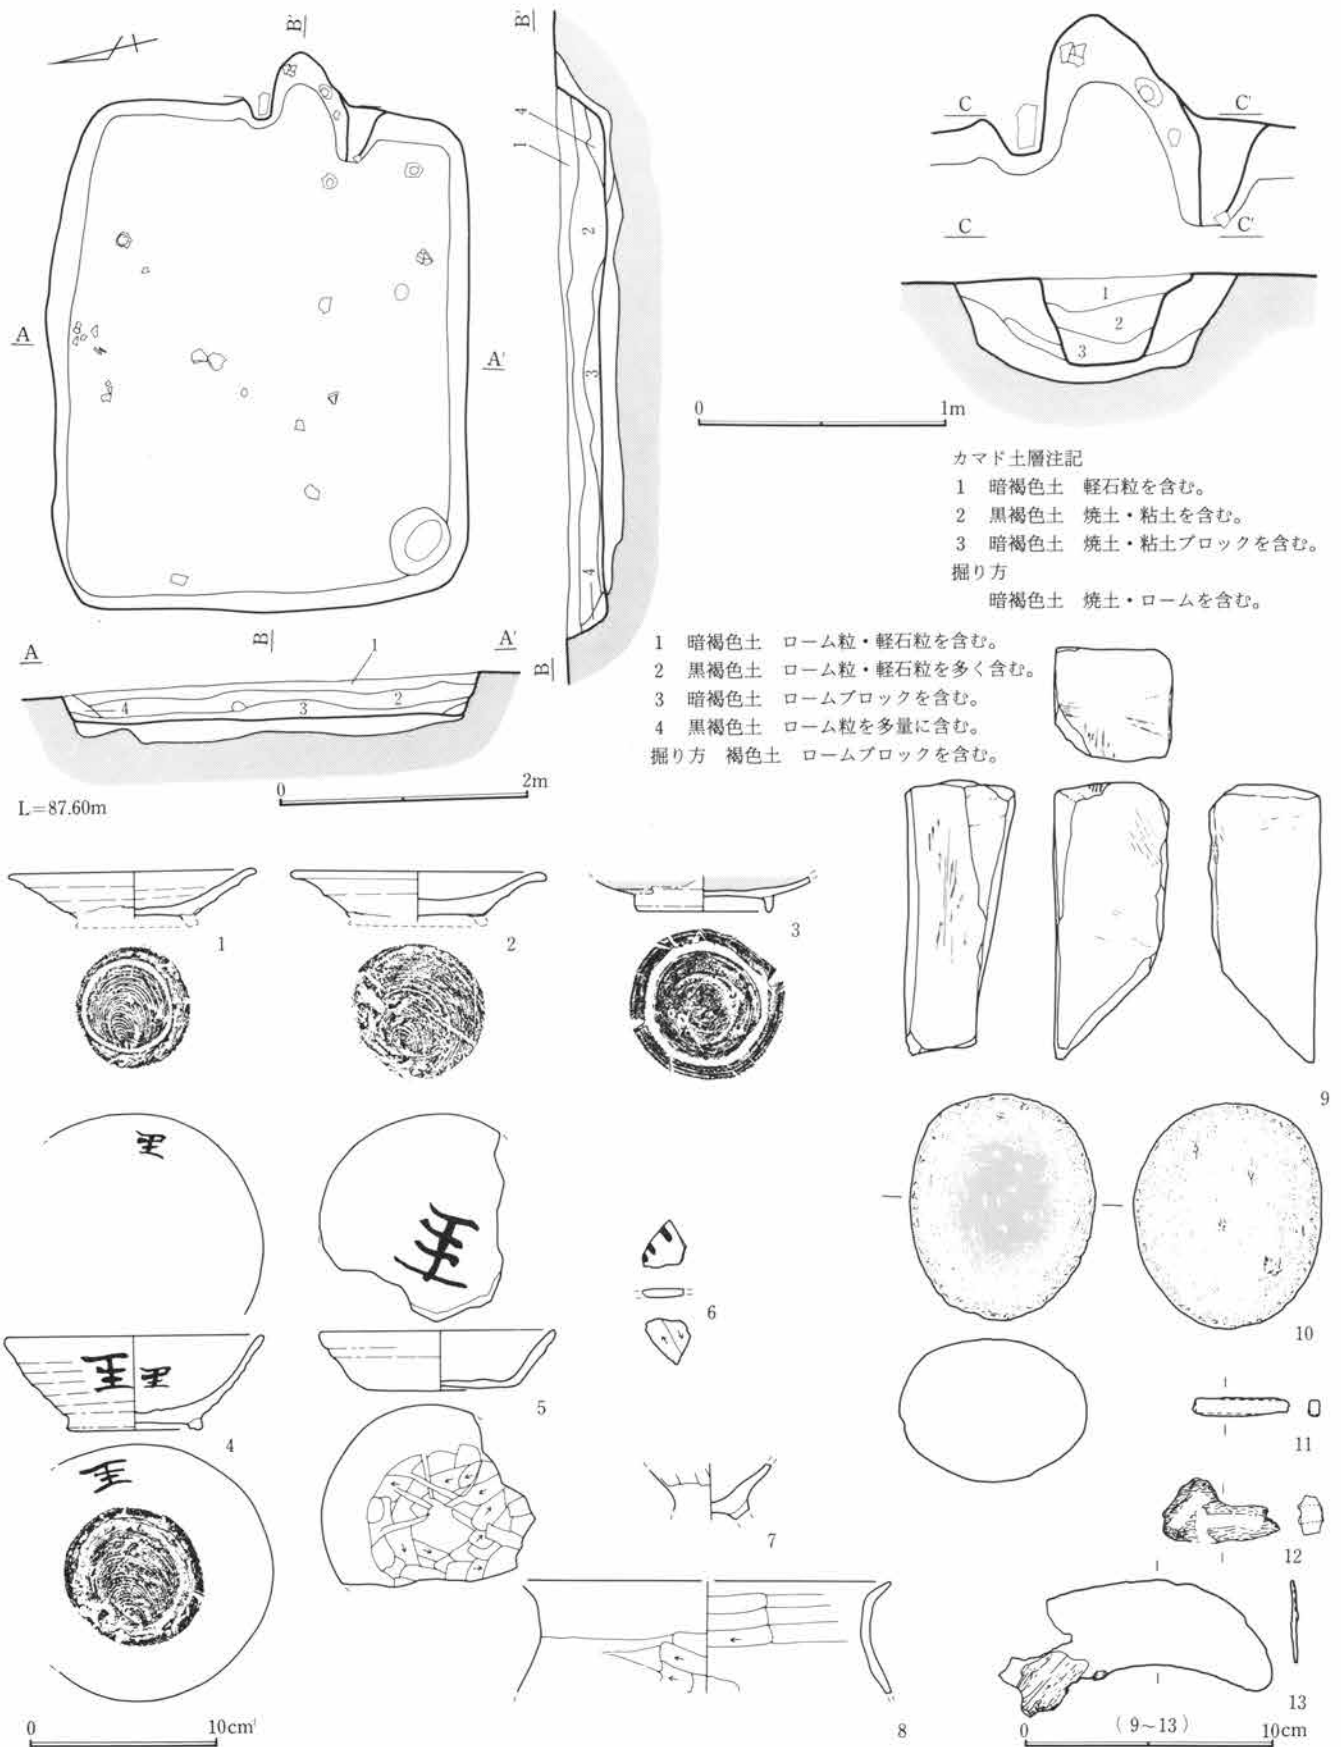 B
B'
A
A'
B'
B
1
4
2
3
4
C
C'
C
C'
1
2
3
0 1m
カマド土層注記
1 暗褐色土 軽石粒を含む。
2 黒褐色土 焼土・粘土を含む。
3 暗褐色土 焼土・粘土ブロックを含む。
掘り方
暗褐色土 焼土・ロームを含む。
A
B
A'
1
4
3
2
1 暗褐色土 ローム粒・軽石粒を含む。
2 黒褐色土 ローム粒・軽石粒を多く含む。
3 暗褐色土 ロームブロックを含む。
4 黒褐色土 ローム粒を多量に含む。
掘り方 褐色土 ロームブロックを含む。
0 2m
L=87.60m
1
2
3
9
6
10
4
5
11
7
12
8
13
0 10cm
0 (9~13) 10cm